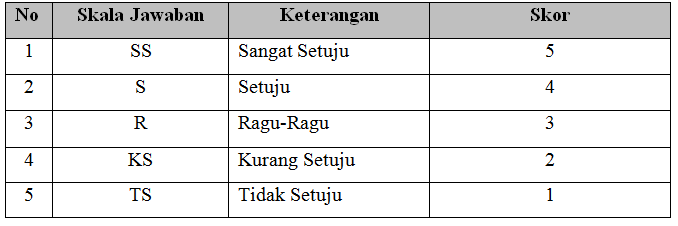 No Skala Jawaban Keterangan Skor
1 SS Sangat Setuju 5
2 S Setuju 4
3 R Ragu-Ragu 3
4 KS Kurang Setuju 2
5 TS Tidak Setuju 1